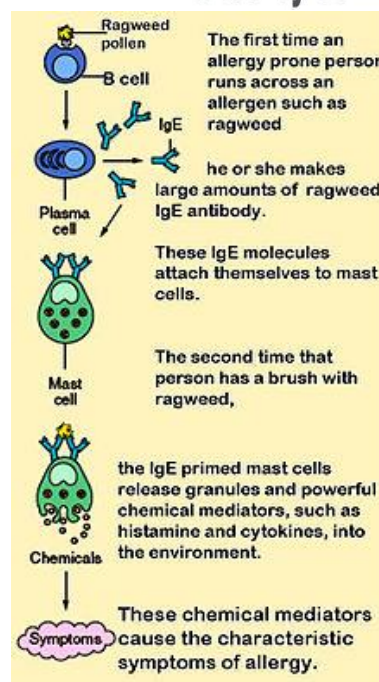 Ragweed
pollen
B cell
The first time an
allergy prone person
runs across an
allergen such as
ragweed
IgE
Plasma
cell
he or she makes
large amounts of ragweed
IgE antibody.
These IgE molecules
attach themselves to mast
cells.
Mast
cell
The second time that
person has a brush with
ragweed,
the IgE primed mast cells
release granules and powerful
chemical mediators, such as
histamine and cytokines, into
the environment.
Chemicals
Symptoms
These chemical mediators
cause the characteristic
symptoms of allergy.